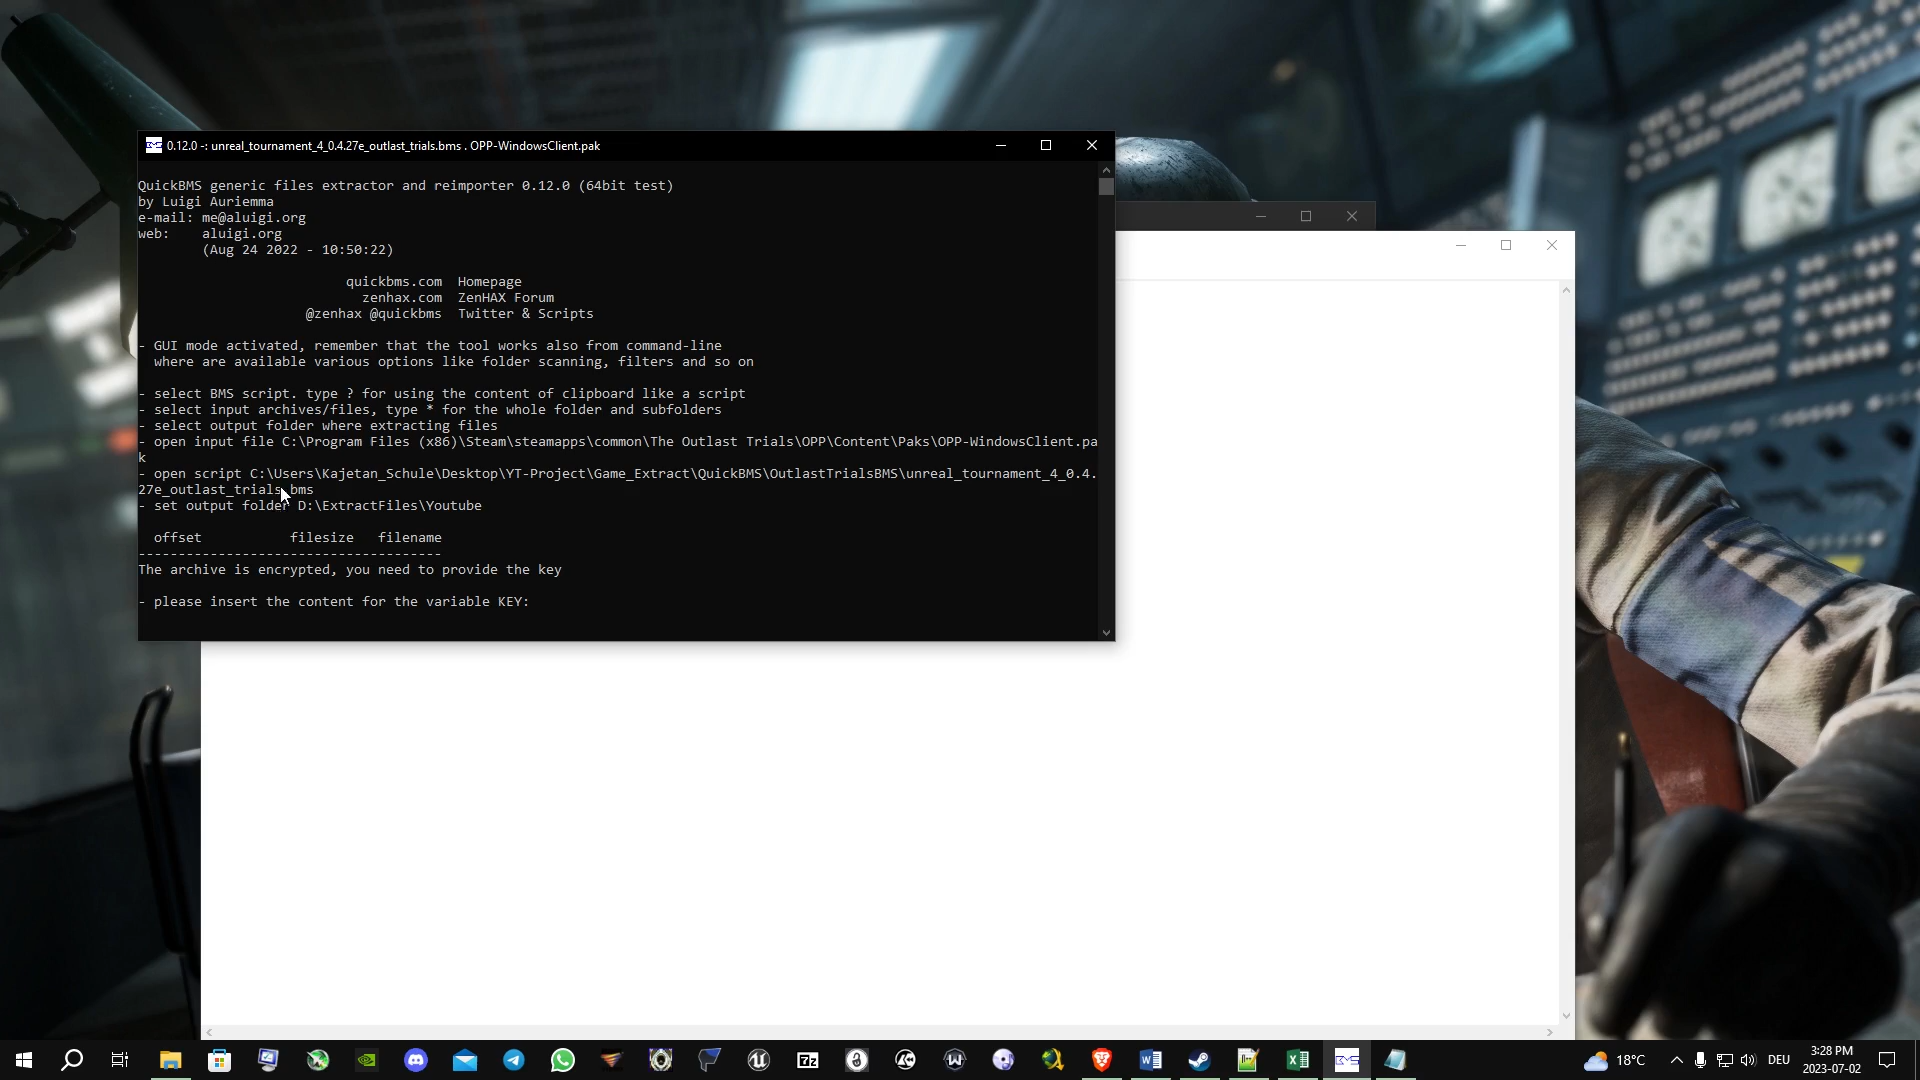 0.12.0 -: unreal_tournament_4_0.4.27e_outlast_trials.bms . OPP-WindowsClient.pak
QuickBMS generic files extractor and reimporter 0.12.0 (64bit test)
by Luigi Auriemma
e-mail: me@aluigi.org
web:    aluigi.org
        (Aug 24 2022 - 10:50:22)
                          quickbms.com  Homepage
                            zenhax.com  ZenHAX Forum
                     @zenhax @quickbms  Twitter & Scripts
- GUI mode activated, remember that the tool works also from command-line
  where are available various options like folder scanning, filters and so on
- select BMS script. type ? for using the content of clipboard like a script
- select input archives/files, type * for the whole folder and subfolders
- select output folder where extracting files
- open input file C:\Program Files (x86)\Steam\steamapps\common\The Outlast Trials\OPP\Content\Paks\OPP-WindowsClient.pa
k
- open script C:\Users\Kajetan_Schule\Desktop\YT-Project\Game_Extract\QuickBMS\OutlastTrialsBMS\unreal_tournament_4_0.4.
27e_outlast_trials.bms
- set output folder D:\ExtractFiles\Youtube
  offset           filesize   filename
--------------------------------------
The archive is encrypted, you need to provide the key
- please insert the content for the variable KEY:
18°C
DEU
3:28 PM
2023-07-02